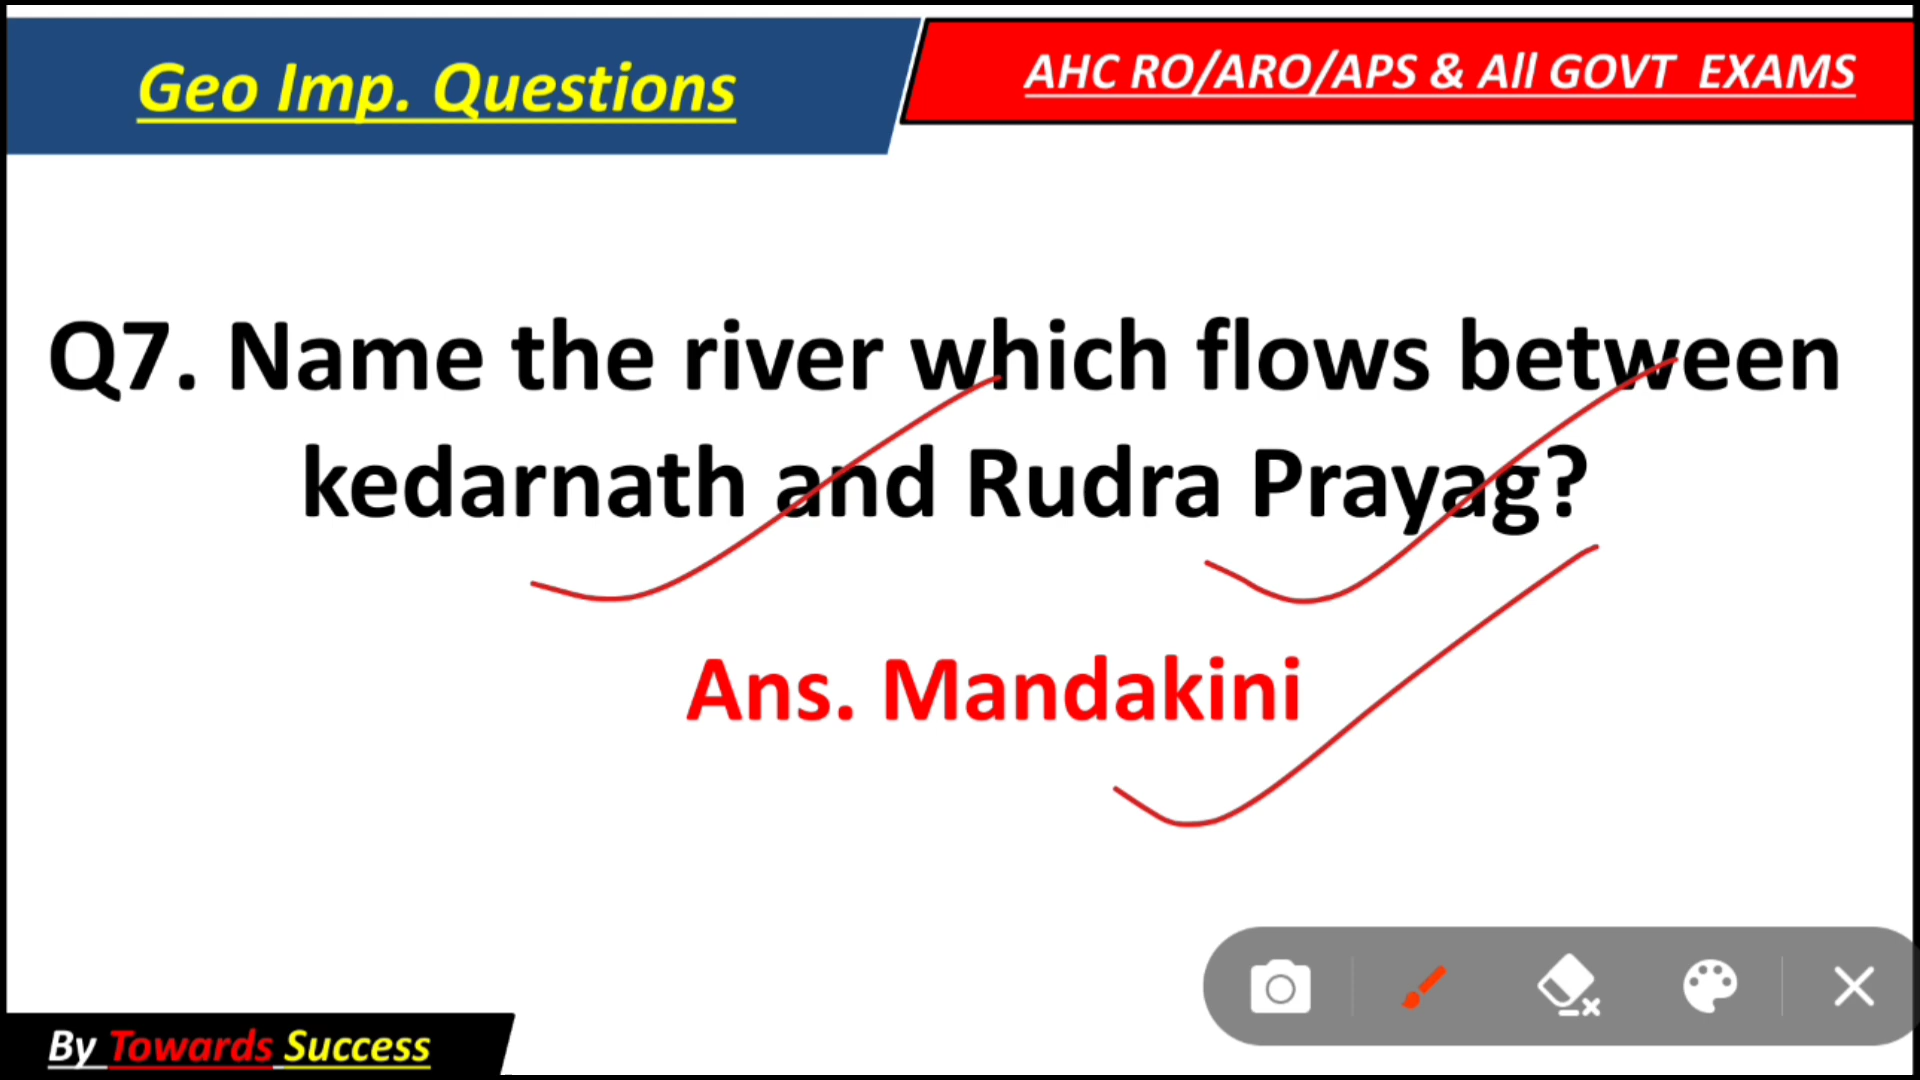 Geo Imp. Questions
AHC RO/ARO/APS & All GOVT EXAMS
Q7. Name the river which flows between
kedarnath and Rudra Prayag?
Ans. Mandakini
By Towards Success